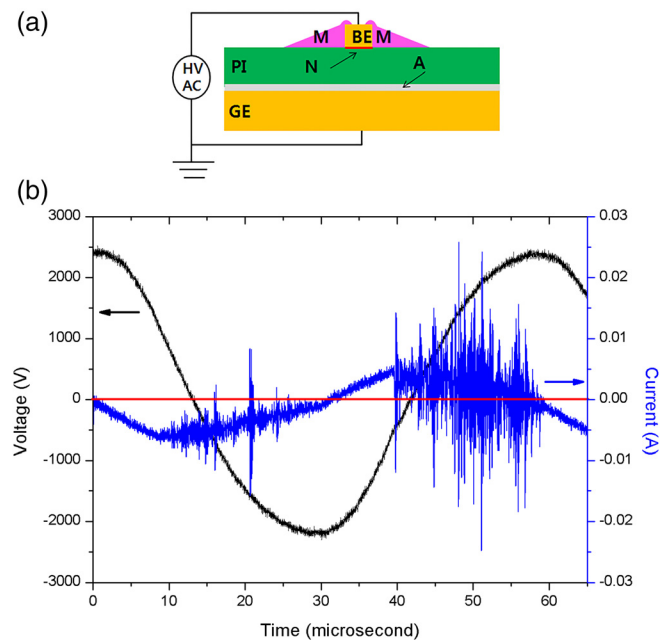 (a)
M BE M
HV
AC
PI N A
GE
(b)
3000 0.03
2000 0.02
1000 0.01
0 0.00
-1000 -0.01
-2000 -0.02
-3000 -0.03
Voltage (V)
Current (A)
0 10 20 30 40 50 60
Time (microsecond)